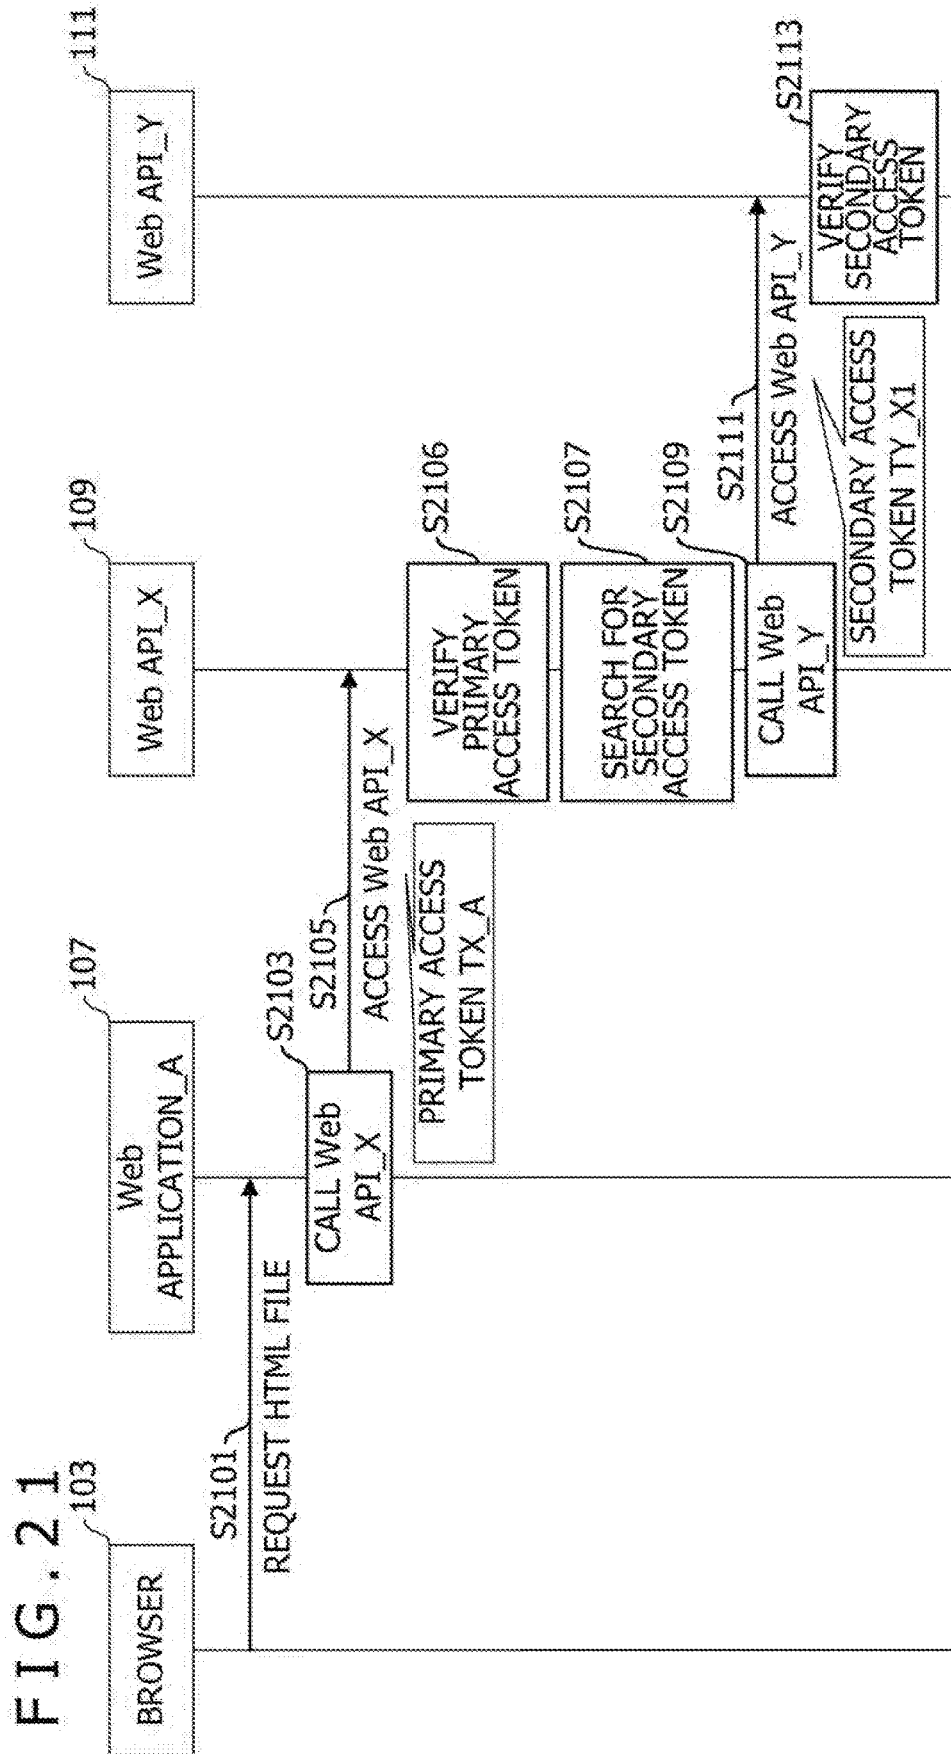 FIG. 21
103
BROWSER
107
Web
APPLICATION_A
109
Web API_X
111
Web API_Y
S2101
REQUEST HTML FILE
S2103
CALL Web
API_X
S2105
ACCESS Web API_X
PRIMARY ACCESS
TOKEN TX_A
S2106
VERIFY
PRIMARY
ACCESS TOKEN
S2107
SEARCH FOR
SECONDARY
ACCESS TOKEN
S2109
CALL Web
API_Y
S2111
ACCESS Web API_Y
SECONDARY ACCESS
TOKEN TY_X1
S2113
VERIFY
SECONDARY
ACCESS
TOKEN